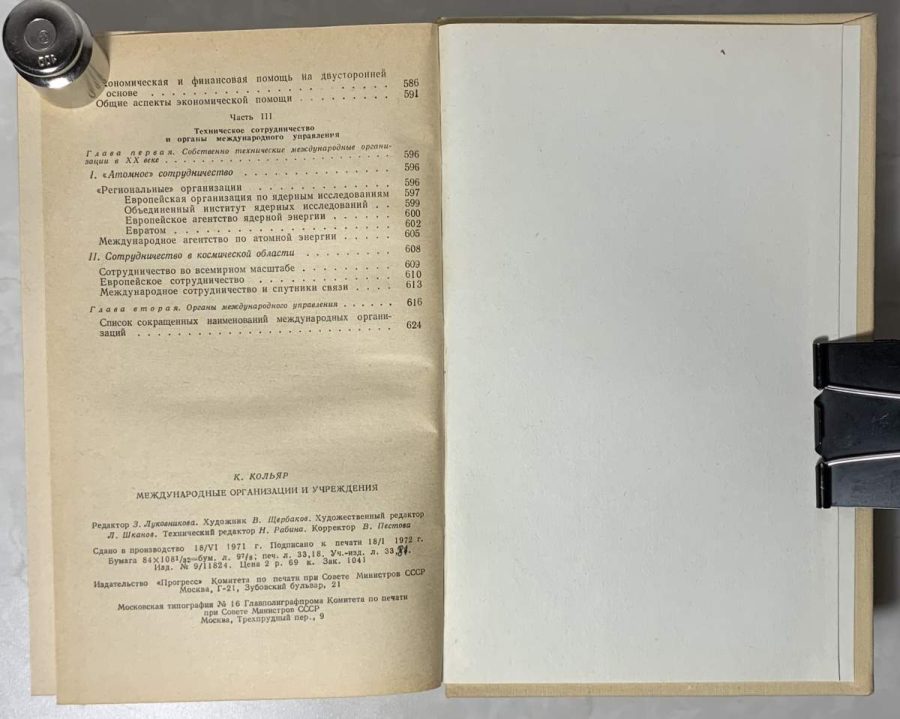 100
кономическая и финансовая помощь на двусторонней
основе . . . . . . . . . . . . . . . . . . . 586
Общие аспекты экономической помощи . . . . . . . . 591
Часть III
Техническое сотрудничество
и органы международного управления
Глава первая. Собственно технические международные органи-
зации в XX веке . . . . . . . . . . . . . . . . . . . 596
I. «Атомное» сотрудничество . . . . . . . . . . . . 596
«Региональные» организации . . . . . . . . . . . . 596
Европейская организация по ядерным исследованиям 597
Объединенный институт ядерных исследований . . 599
Европейское агентство ядерной энергии . . . . . 600
Евратом . . . . . . . . . . . . . . . . . . . 602
Международное агентство по атомной энергии . . . . 605
II. Сотрудничество в космической области . . . . . . . 608
Сотрудничество во всемирном масштабе . . . . . . . . 609
Европейское сотрудничество . . . . . . . . . . . . 610
Международное сотрудничество и спутники связи . . . . 613
Глава вторая. Органы международного управления . . . . . . 616
Список сокращенных наименований международных органи-
заций . . . . . . . . . . . . . . . . . . . . . 624
К. КОЛЬЯР
МЕЖДУНАРОДНЫЕ ОРГАНИЗАЦИИ И УЧРЕЖДЕНИЯ
Редактор З. Луковникова. Художник В. Щербаков. Художественный редактор
Л. Шканов. Технический редактор Н. Рабина. Корректор В. Пестова
Сдано в производство 18/VI 1971 г. Подписано к печати 18/I 1972 г.
Бумага 84×108¹/₃₂=бум. л. 9⁷/₈; печ. л. 33,18. Уч.-изд. л. 33,81.
Изд. № 9/11824. Цена 2 р. 69 к. Зак. 1041
Издательство «Прогресс» Комитета по печати при Совете Министров СССР
Москва, Г-21, Зубовский бульвар, 21
Московская типография № 16 Главполиграфпрома Комитета по печати
при Совете Министров СССР
Москва, Трехпрудный пер., 9